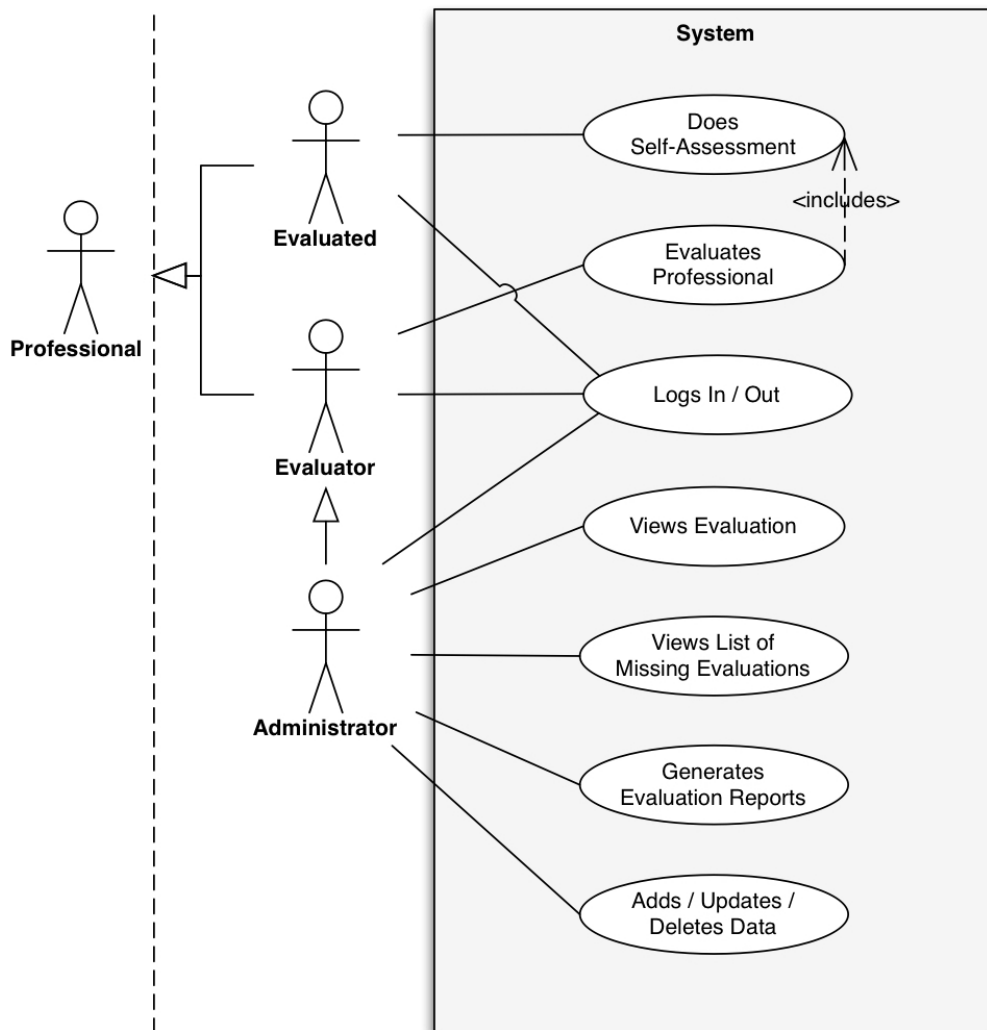 System
Does
Self-Assessment
<includes>
Evaluated
Evaluates
Professional
Professional
Logs In / Out
Evaluator
Views Evaluation
Views List of
Missing Evaluations
Administrator
Generates
Evaluation Reports
Adds / Updates /
Deletes Data